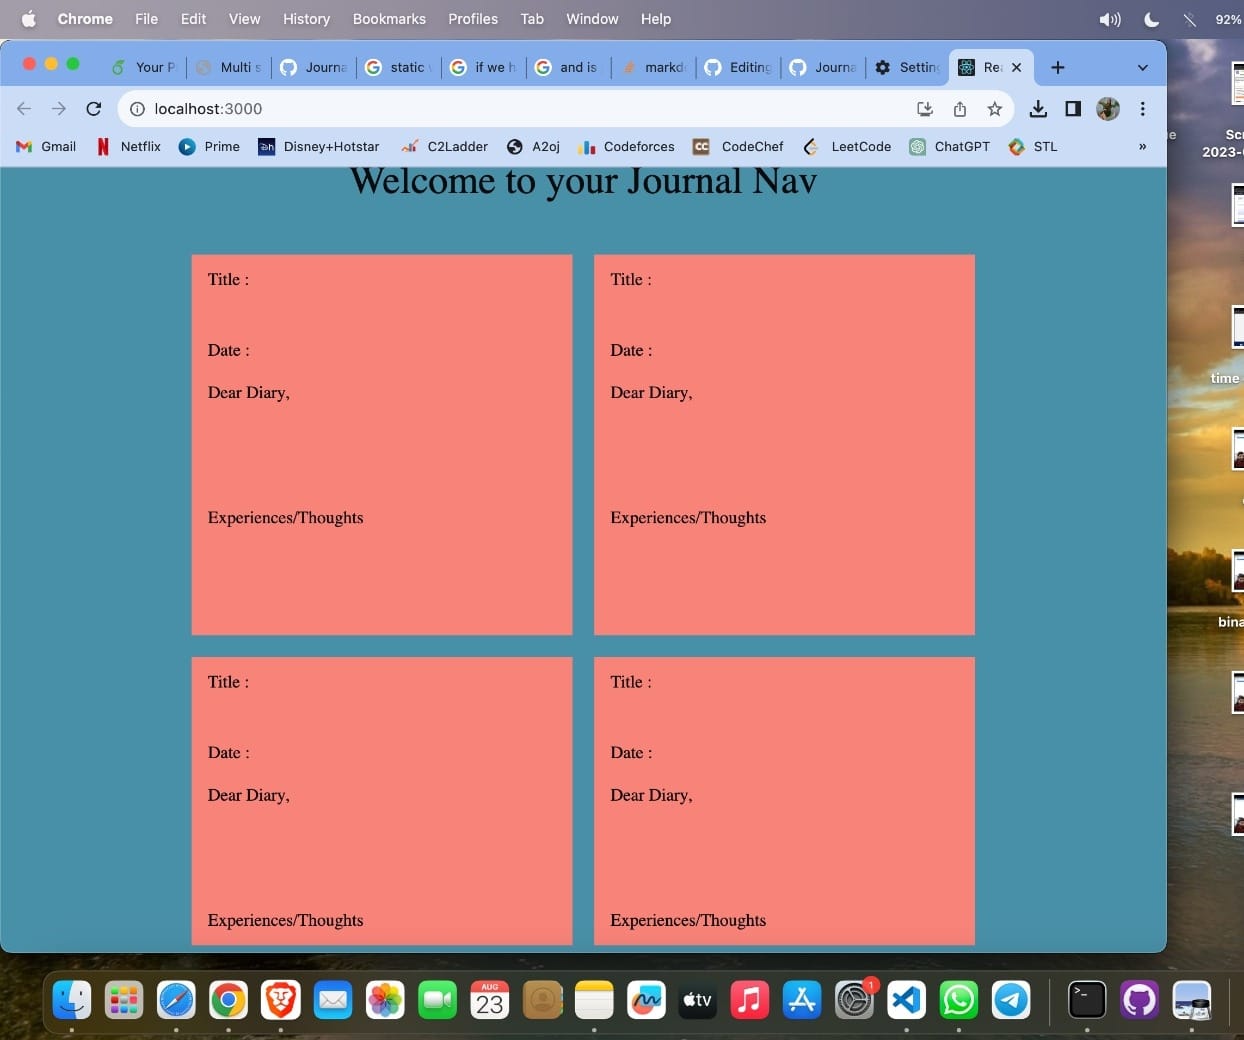 Chrome File Edit View History Bookmarks Profiles Tab Window Help 92%
Your P Multi s Journa static if we h and is markd Editing Journa Setting Rea
localhost:3000
Gmail Netflix Prime Disney+Hotstar C2Ladder A2oj Codeforces CodeChef LeetCode ChatGPT STL »
Welcome to your Journal Nav
Title :
Date :
Dear Diary,
Experiences/Thoughts
Title :
Date :
Dear Diary,
Experiences/Thoughts
Title :
Date :
Dear Diary,
Experiences/Thoughts
Title :
Date :
Dear Diary,
Experiences/Thoughts
2023-
time
bina
AUG
23
tv
1